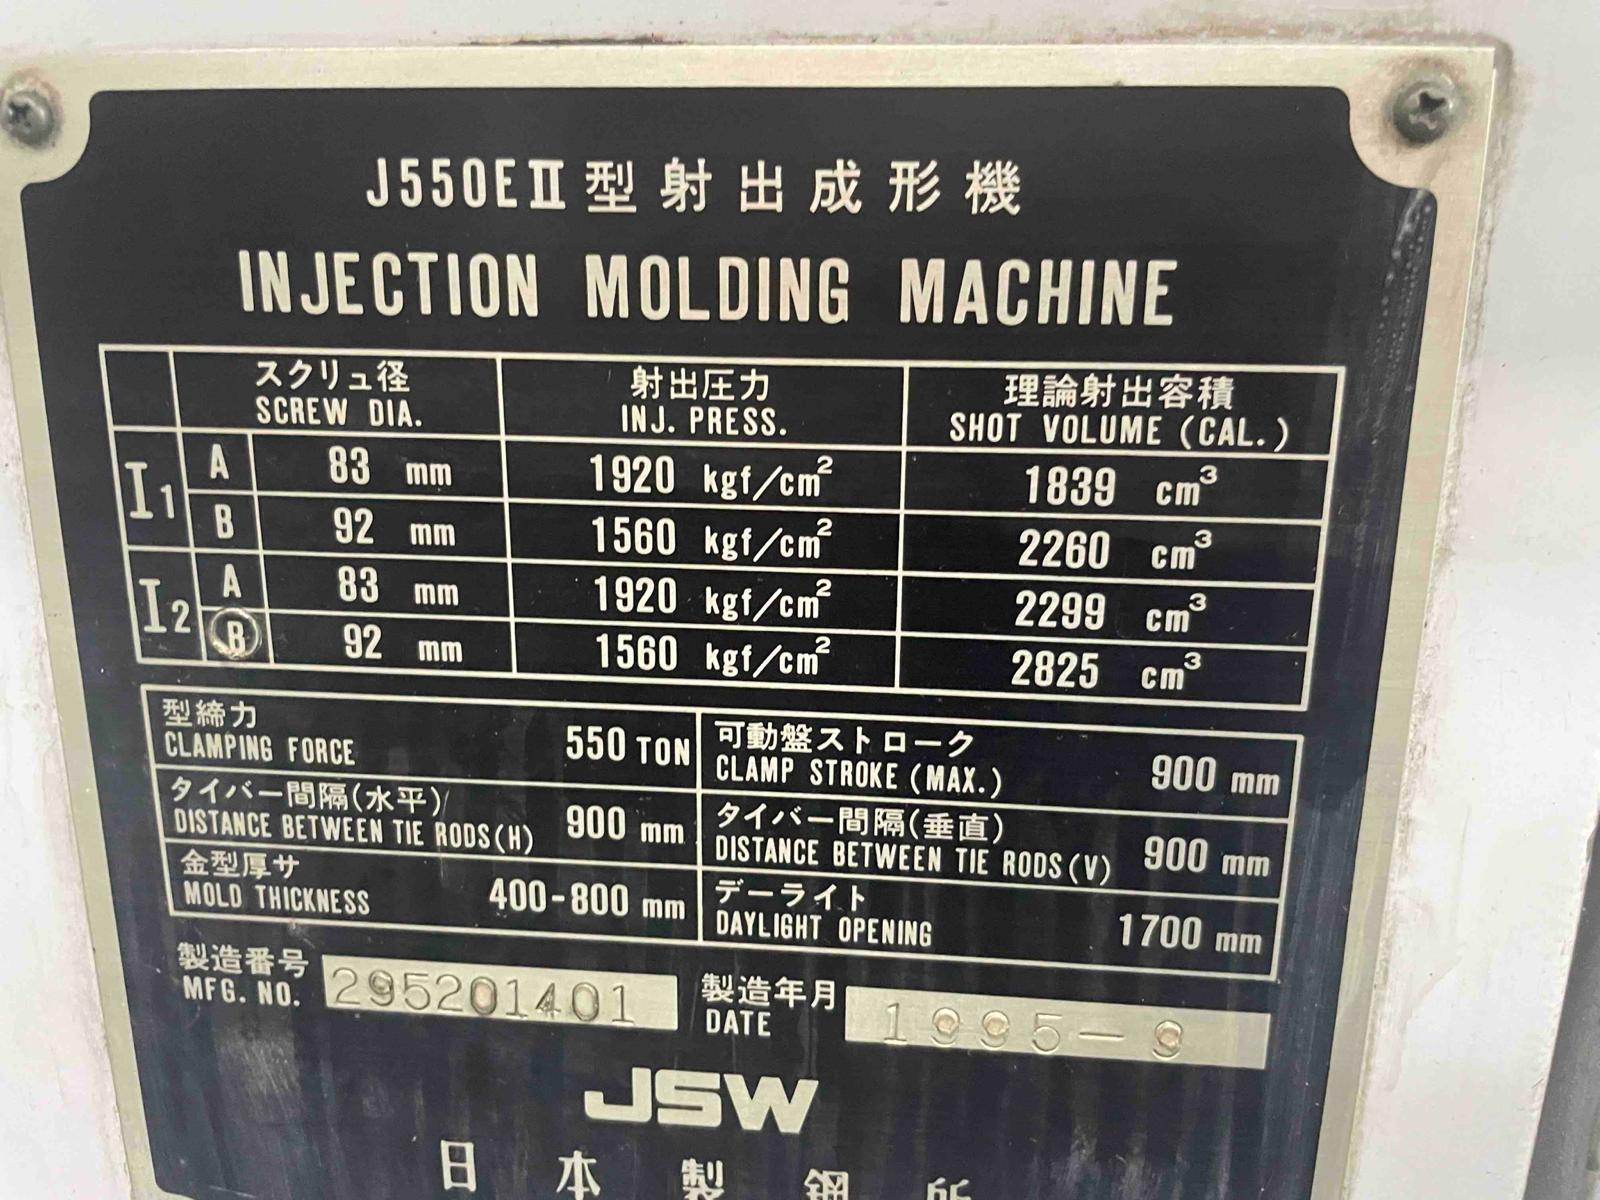 J550EⅡ型射出成形機
INJECTION MOLDING MACHINE
スクリュ径 射出圧力 理論射出容積
SCREW DIA. INJ. PRESS. SHOT VOLUME (CAL.)
I1 A 83 mm 1920 kgf/cm² 1839 cm³
B 92 mm 1560 kgf/cm² 2260 cm³
I2 A 83 mm 1920 kgf/cm² 2299 cm³
B 92 mm 1560 kgf/cm² 2825 cm³
型締力
CLAMPING FORCE 550 TON
可動盤ストローク
CLAMP STROKE (MAX.) 900 mm
タイバー間隔(水平)
DISTANCE BETWEEN TIE RODS (H) 900 mm
タイバー間隔(垂直)
DISTANCE BETWEEN TIE RODS (V) 900 mm
金型厚サ
MOLD THICKNESS 400-800 mm
デーライト
DAYLIGHT OPENING 1700 mm
製造番号
MFG. NO. 295201401
製造年月
DATE 1995-9
JSW
日本製鋼所